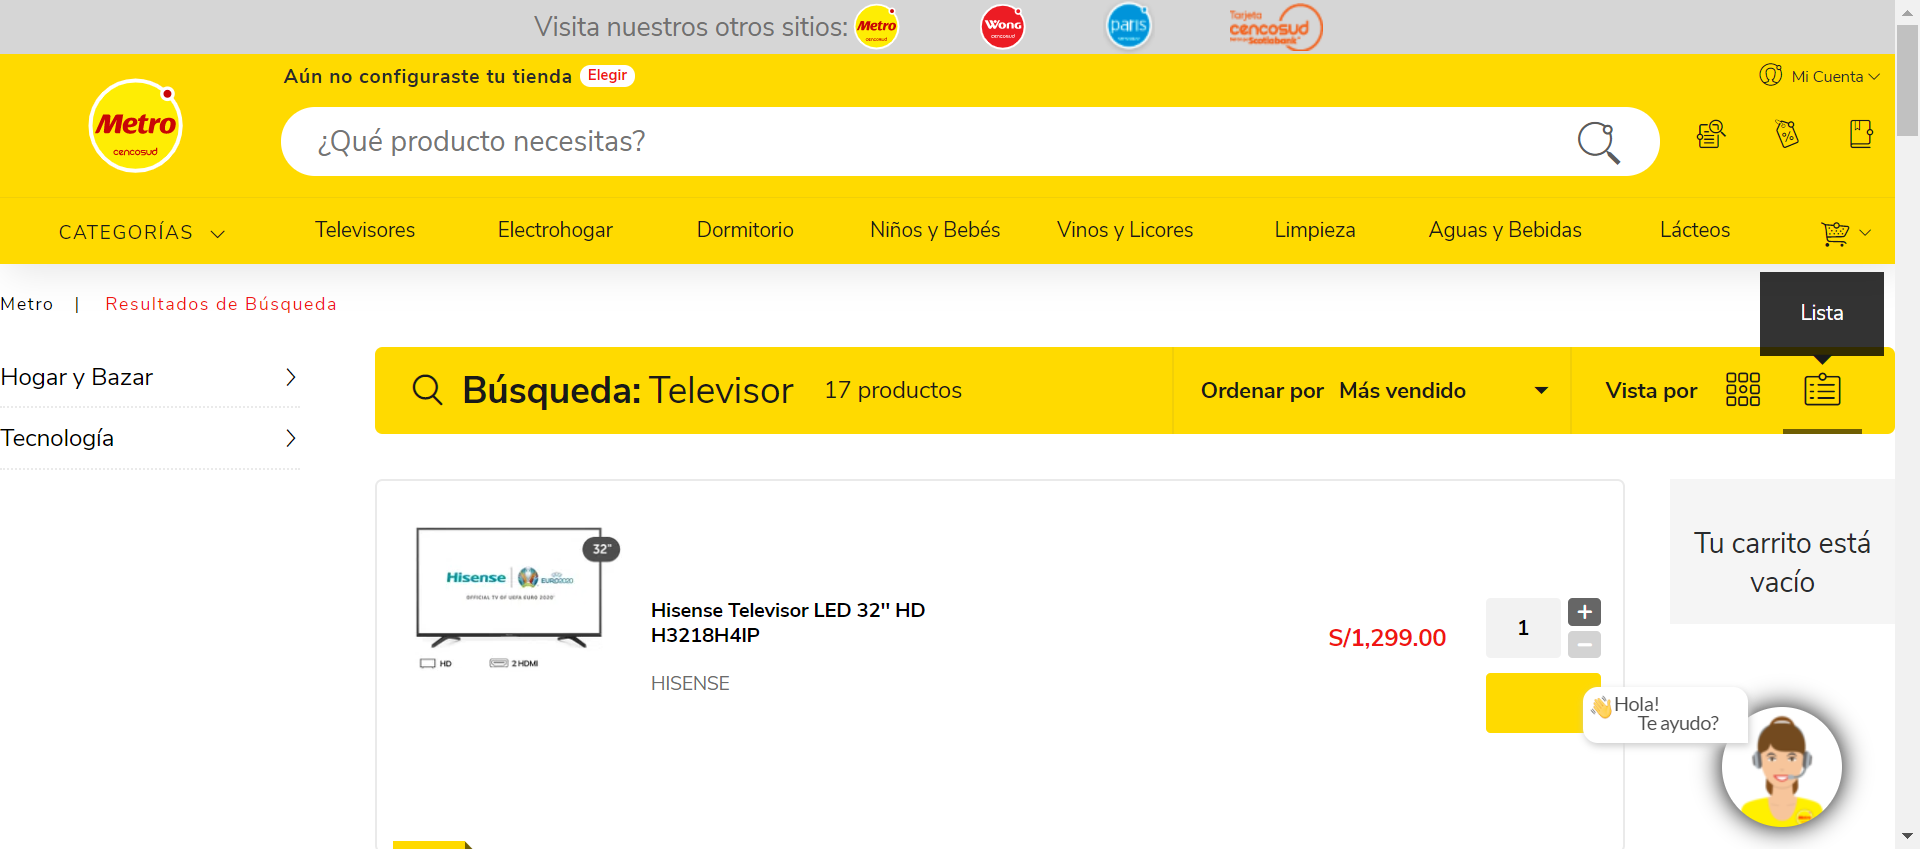 Visita nuestros otros sitios:
Metro
cencosud
Wong
cencosud
paris
Tarjeta
cencosud
Scotiabank
Aún no configuraste tu tienda
Elegir
Mi Cuenta
Metro
cencosud
¿Qué producto necesitas?
CATEGORÍAS
Televisores
Electrohogar
Dormitorio
Niños y Bebés
Vinos y Licores
Limpieza
Aguas y Bebidas
Lácteos
Metro | Resultados de Búsqueda
Lista
Hogar y Bazar
Tecnología
Búsqueda: Televisor 17 productos
Ordenar por Más vendido
Vista por
32"
Hisense
EURO2020
OFFICIAL TV OF UEFA EURO 2020
HD
2 HDMI
Hisense Televisor LED 32" HD
H3218H4IP
HISENSE
S/1,299.00
1
+
−
Tu carrito está
vacío
Hola!
Te ayudo?